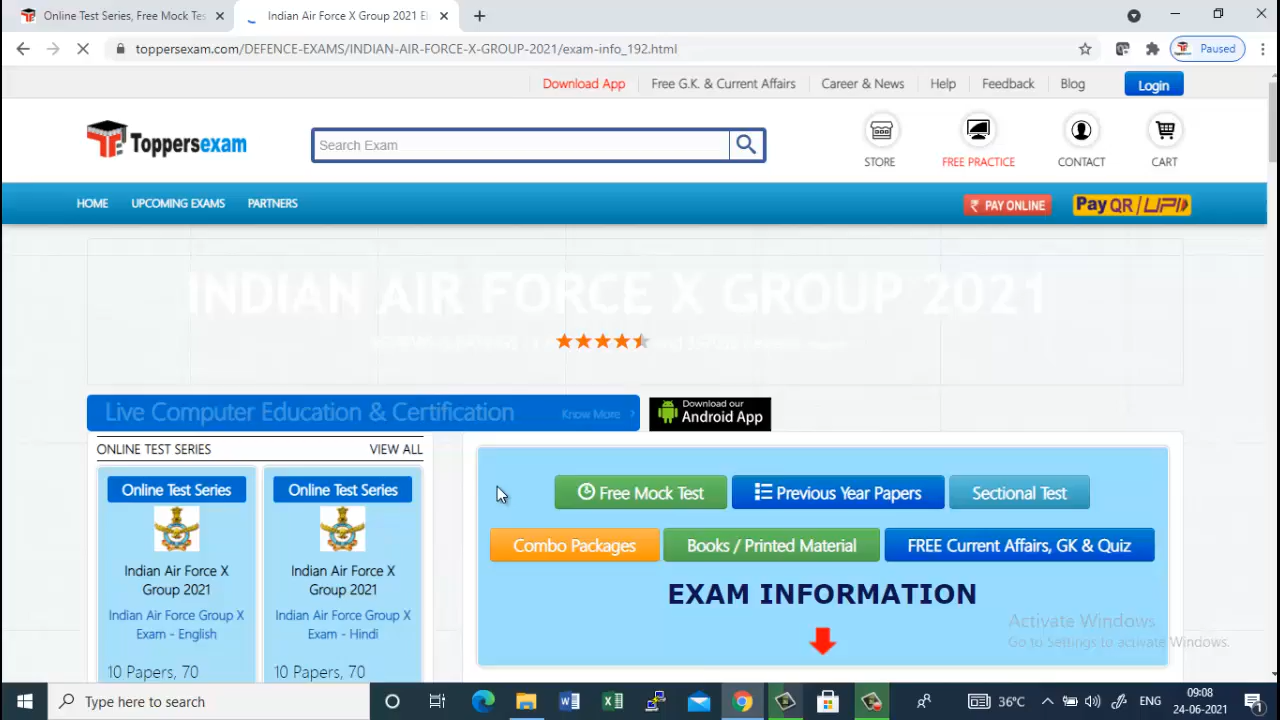 Online Test Series, Free Mock Tes
Indian Air Force X Group 2021 E
toppersexam.com/DEFENCE-EXAMS/INDIAN-AIR-FORCE-X-GROUP-2021/exam-info_192.html
Paused
Download App
Free G.K. & Current Affairs
Career & News
Help
Feedback
Blog
Login
Toppersexam
Search Exam
STORE
FREE PRACTICE
CONTACT
CART
HOME
UPCOMING EXAMS
PARTNERS
₹ PAY ONLINE
Pay QR/UPI
INDIAN AIR FORCE X GROUP 2021
Live Computer Education & Certification
Know More
Download our
Android App
ONLINE TEST SERIES
VIEW ALL
Online Test Series
Indian Air Force X
Group 2021
Indian Air Force Group X
Exam - English
10 Papers, 70
Online Test Series
Indian Air Force X
Group 2021
Indian Air Force Group X
Exam - Hindi
10 Papers, 70
Free Mock Test
Previous Year Papers
Sectional Test
Combo Packages
Books / Printed Material
FREE Current Affairs, GK & Quiz
EXAM INFORMATION
Activate Windows
Go to Settings to activate Windows.
Type here to search
36°C
ENG
09:08
24-06-2021
1